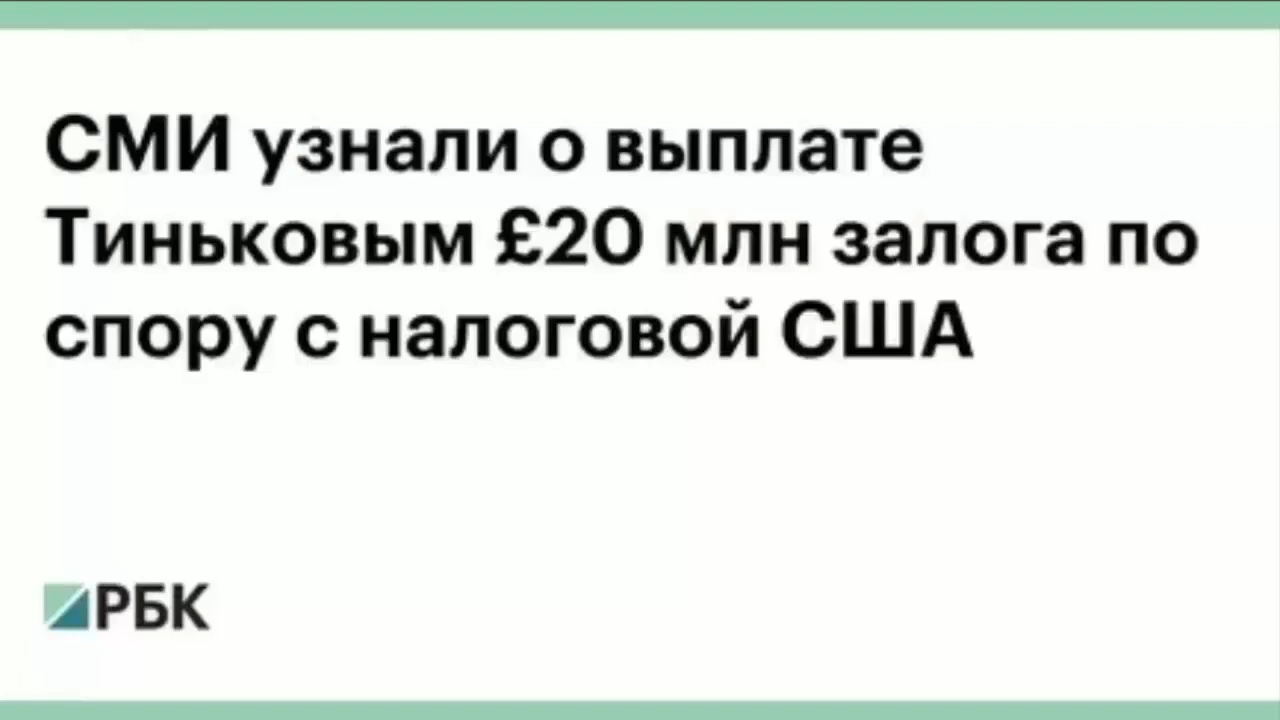 СМИ узнали о выплате
Тиньковым £20 млн залога по
спору с налоговой США
РБК